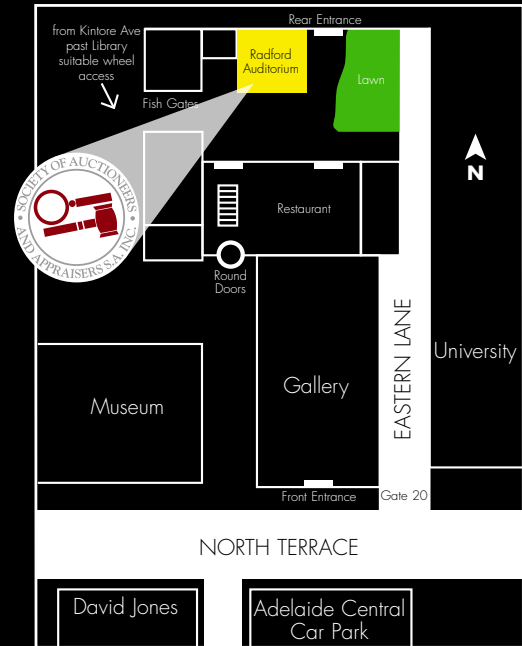 Rear Entrance
from Kintore Ave
past Library
suitable wheel
access
Radford
Auditorium
Lawn
Fish Gates
N
SOCIETY OF AUCTIONEERS
AND APPRAISERS S.A. INC.
Restaurant
Round
Doors
EASTERN LANE
University
Gallery
Museum
Front Entrance
Gate 20
NORTH TERRACE
David Jones
Adelaide Central
Car Park